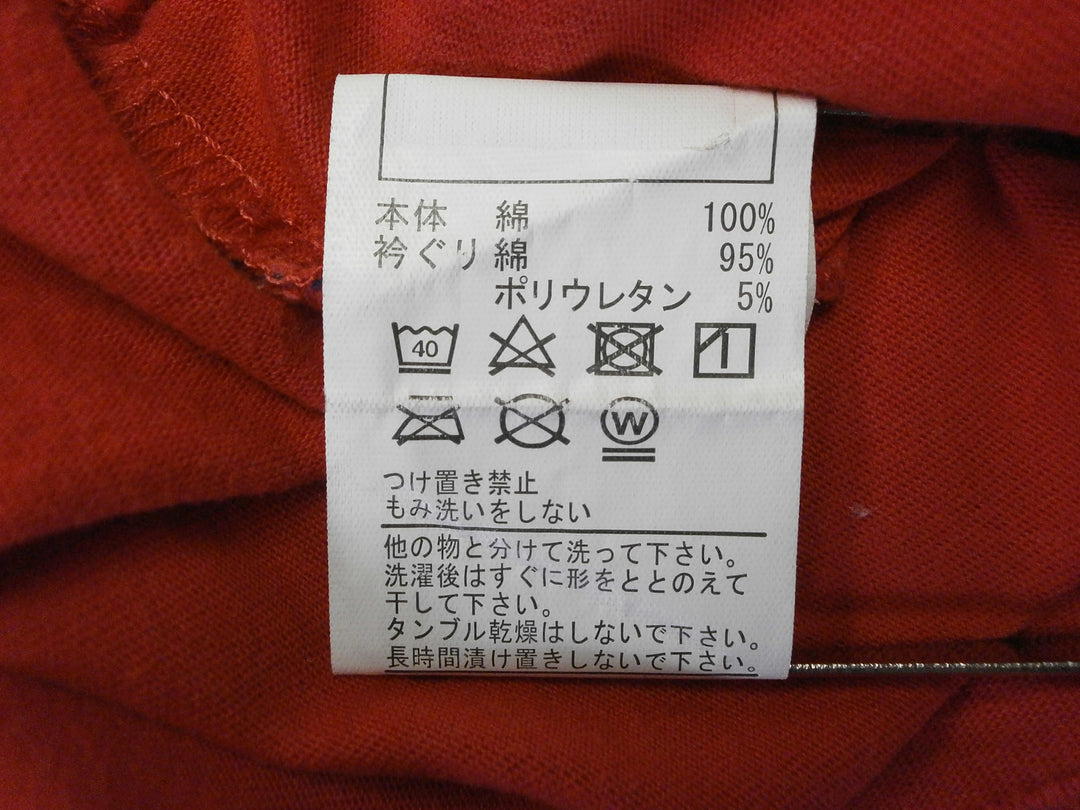 本体 綿 100%
衿ぐり 綿 95%
ポリウレタン 5%
40
W
つけ置き禁止
もみ洗いをしない
他の物と分けて洗って下さい。
洗濯後はすぐに形をととのえて
干して下さい。
タンブル乾燥はしないで下さい。
長時間漬け置きしないで下さい。